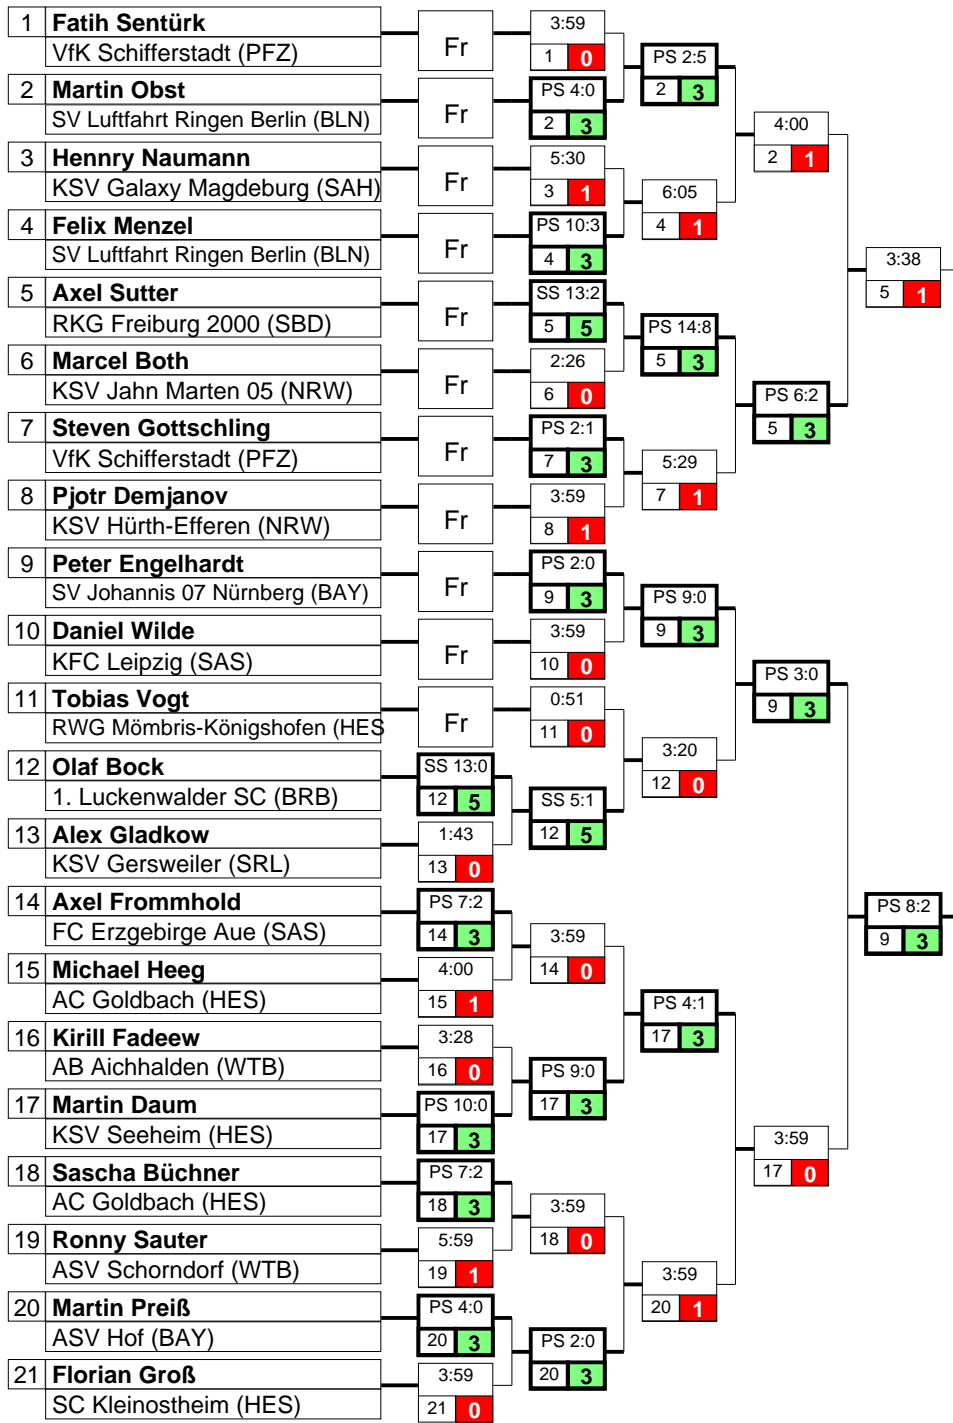 1 Fatih Sentürk
VfK Schifferstadt (PFZ)
Fr
3:59
1 0
PS 2:5
2 3
2 Martin Obst
SV Luftfahrt Ringen Berlin (BLN)
Fr
PS 4:0
2 3
4:00
2 1
3 Hennry Naumann
KSV Galaxy Magdeburg (SAH)
Fr
5:30
3 1
6:05
4 1
4 Felix Menzel
SV Luftfahrt Ringen Berlin (BLN)
Fr
PS 10:3
4 3
3:38
5 1
5 Axel Sutter
RKG Freiburg 2000 (SBD)
Fr
SS 13:2
5 5
PS 14:8
5 3
6 Marcel Both
KSV Jahn Marten 05 (NRW)
Fr
2:26
6 0
PS 6:2
5 3
7 Steven Gottschling
VfK Schifferstadt (PFZ)
Fr
PS 2:1
7 3
5:29
7 1
8 Pjotr Demjanov
KSV Hürth-Efferen (NRW)
Fr
3:59
8 1
9 Peter Engelhardt
SV Johannis 07 Nürnberg (BAY)
Fr
PS 2:0
9 3
PS 9:0
9 3
10 Daniel Wilde
KFC Leipzig (SAS)
Fr
3:59
10 0
PS 3:0
9 3
11 Tobias Vogt
RWG Mömbris-Königshofen (HES
Fr
0:51
11 0
3:20
12 0
12 Olaf Bock
1. Luckenwalder SC (BRB)
SS 13:0
12 5
SS 5:1
12 5
13 Alex Gladkow
KSV Gersweiler (SRL)
1:43
13 0
14 Axel Frommhold
FC Erzgebirge Aue (SAS)
PS 7:2
14 3
3:59
14 0
PS 8:2
9 3
15 Michael Heeg
AC Goldbach (HES)
4:00
15 1
PS 4:1
17 3
16 Kirill Fadeew
AB Aichhalden (WTB)
3:28
16 0
PS 9:0
17 3
17 Martin Daum
KSV Seeheim (HES)
PS 10:0
17 3
3:59
17 0
18 Sascha Büchner
AC Goldbach (HES)
PS 7:2
18 3
3:59
18 0
19 Ronny Sauter
ASV Schorndorf (WTB)
5:59
19 1
3:59
20 1
20 Martin Preiß
ASV Hof (BAY)
PS 4:0
20 3
PS 2:0
20 3
21 Florian Groß
SC Kleinostheim (HES)
3:59
21 0